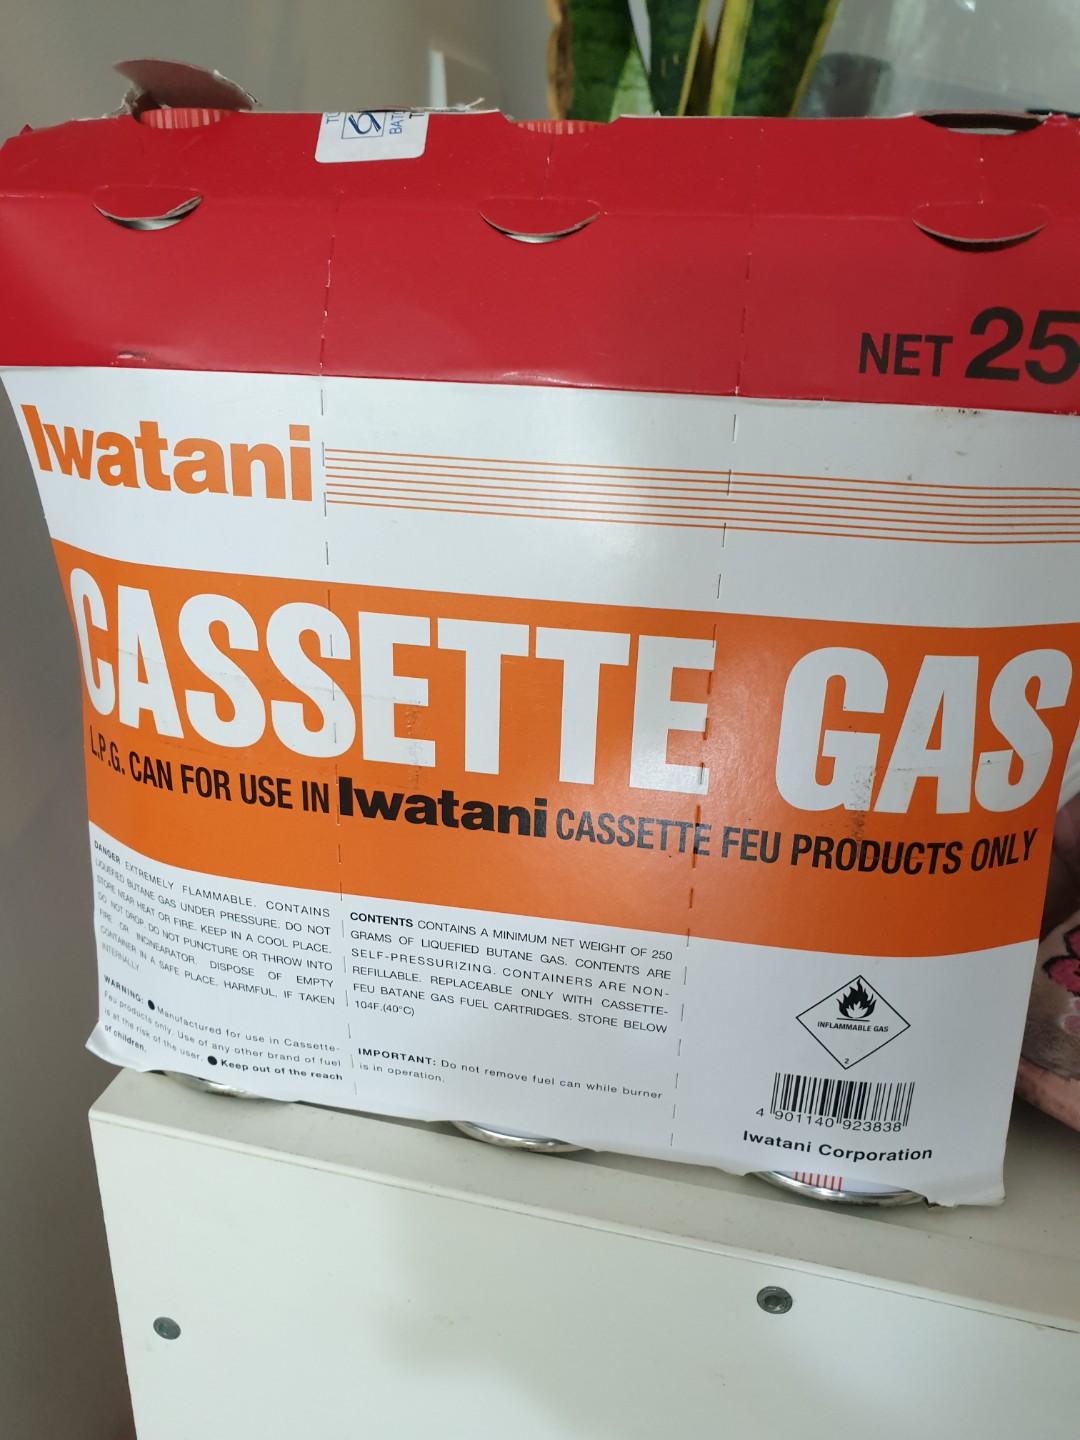 NET 25
Iwatani
CASSETTE GAS
L.P.G. CAN FOR USE IN Iwatani CASSETTE FEU PRODUCTS ONLY
DANGER EXTREMELY FLAMMABLE. CONTAINS
LIQUEFIED BUTANE GAS UNDER PRESSURE. DO NOT
STORE NEAR HEAT OR FIRE. KEEP IN A COOL PLACE.
DO NOT DROP. DO NOT PUNCTURE OR THROW INTO
FIRE OR INCINEARATOR. DISPOSE OF EMPTY
CONTAINER IN A SAFE PLACE. HARMFUL, IF TAKEN
INTERNALLY.
WARNING: ● Manufactured for use in Cassette-
Feu products only. Use of any other brand of fuel
is at the risk of the user. ● Keep out of the reach
of children.
CONTENTS CONTAINS A MINIMUM NET WEIGHT OF 250
GRAMS OF LIQUEFIED BUTANE GAS. CONTENTS ARE
SELF-PRESSURIZING. CONTAINERS ARE NON-
REFILLABLE. REPLACEABLE ONLY WITH CASSETTE-
FEU BATANE GAS FUEL CARTRIDGES. STORE BELOW
104F.(40°C)
IMPORTANT: Do not remove fuel can while burner
is in operation.
INFLAMMABLE GAS
2
4 901140 923838
Iwatani Corporation